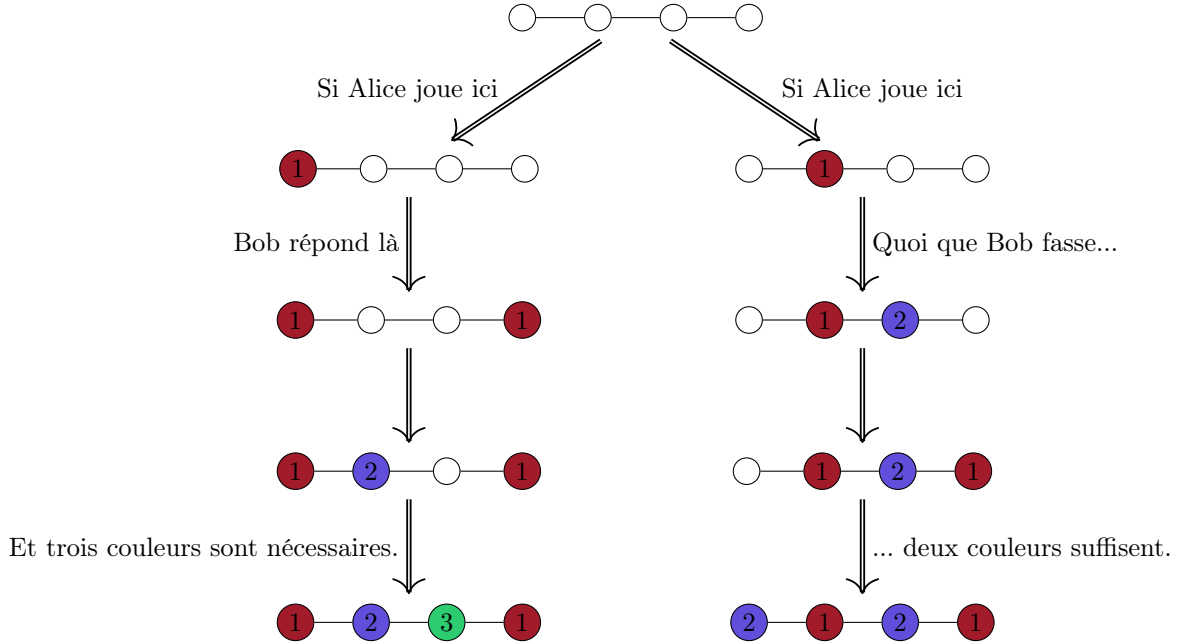 Si Alice joue ici Si Alice joue ici
1 1
Bob répond là Quoi que Bob fasse...
1 1 1 2
1 2 1 1 2 1
Et trois couleurs sont nécessaires. ... deux couleurs suffisent.
1 2 3 1 2 1 2 1